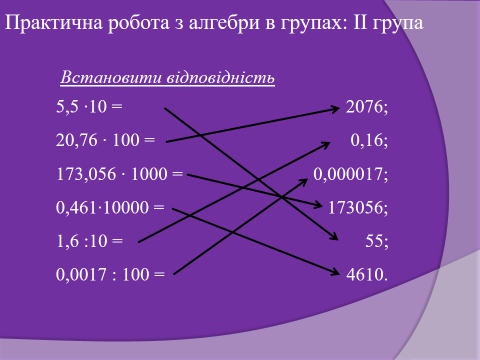 Практична робота з алгебри в групах: ІІ група
Встановити відповідність
5,5 ·10 = 2076;
20,76 · 100 = 0,16;
173,056 · 1000 = 0,000017;
0,461·10000 = 173056;
1,6 :10 = 55;
0,0017 : 100 = 4610.